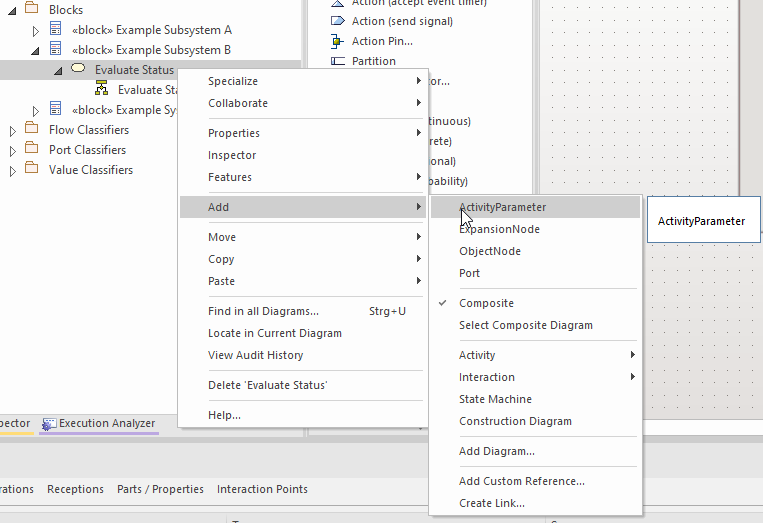 Blocks
«block» Example Subsystem A
«block» Example Subsystem B
Evaluate Status
Evaluate Sta
«block» Example Sy
Flow Classifiers
Port Classifiers
Value Classifiers
Action (accept event timer)
Action (send signal)
Action Pin...
Partition
or...
tinuous)
rete)
onal)
bability)
Specialize
Collaborate
Properties
Inspector
Features
Add
Move
Copy
Paste
Find in all Diagrams... Strg+U
Locate in Current Diagram
View Audit History
Delete 'Evaluate Status'
Help...
ActivityParameter
ExpansionNode
ObjectNode
Port
Composite
Select Composite Diagram
Activity
Interaction
State Machine
Construction Diagram
Add Diagram...
Add Custom Reference...
Create Link...
ActivityParameter
pector
Execution Analyzer
rations Receptions Parts / Properties Interaction Points